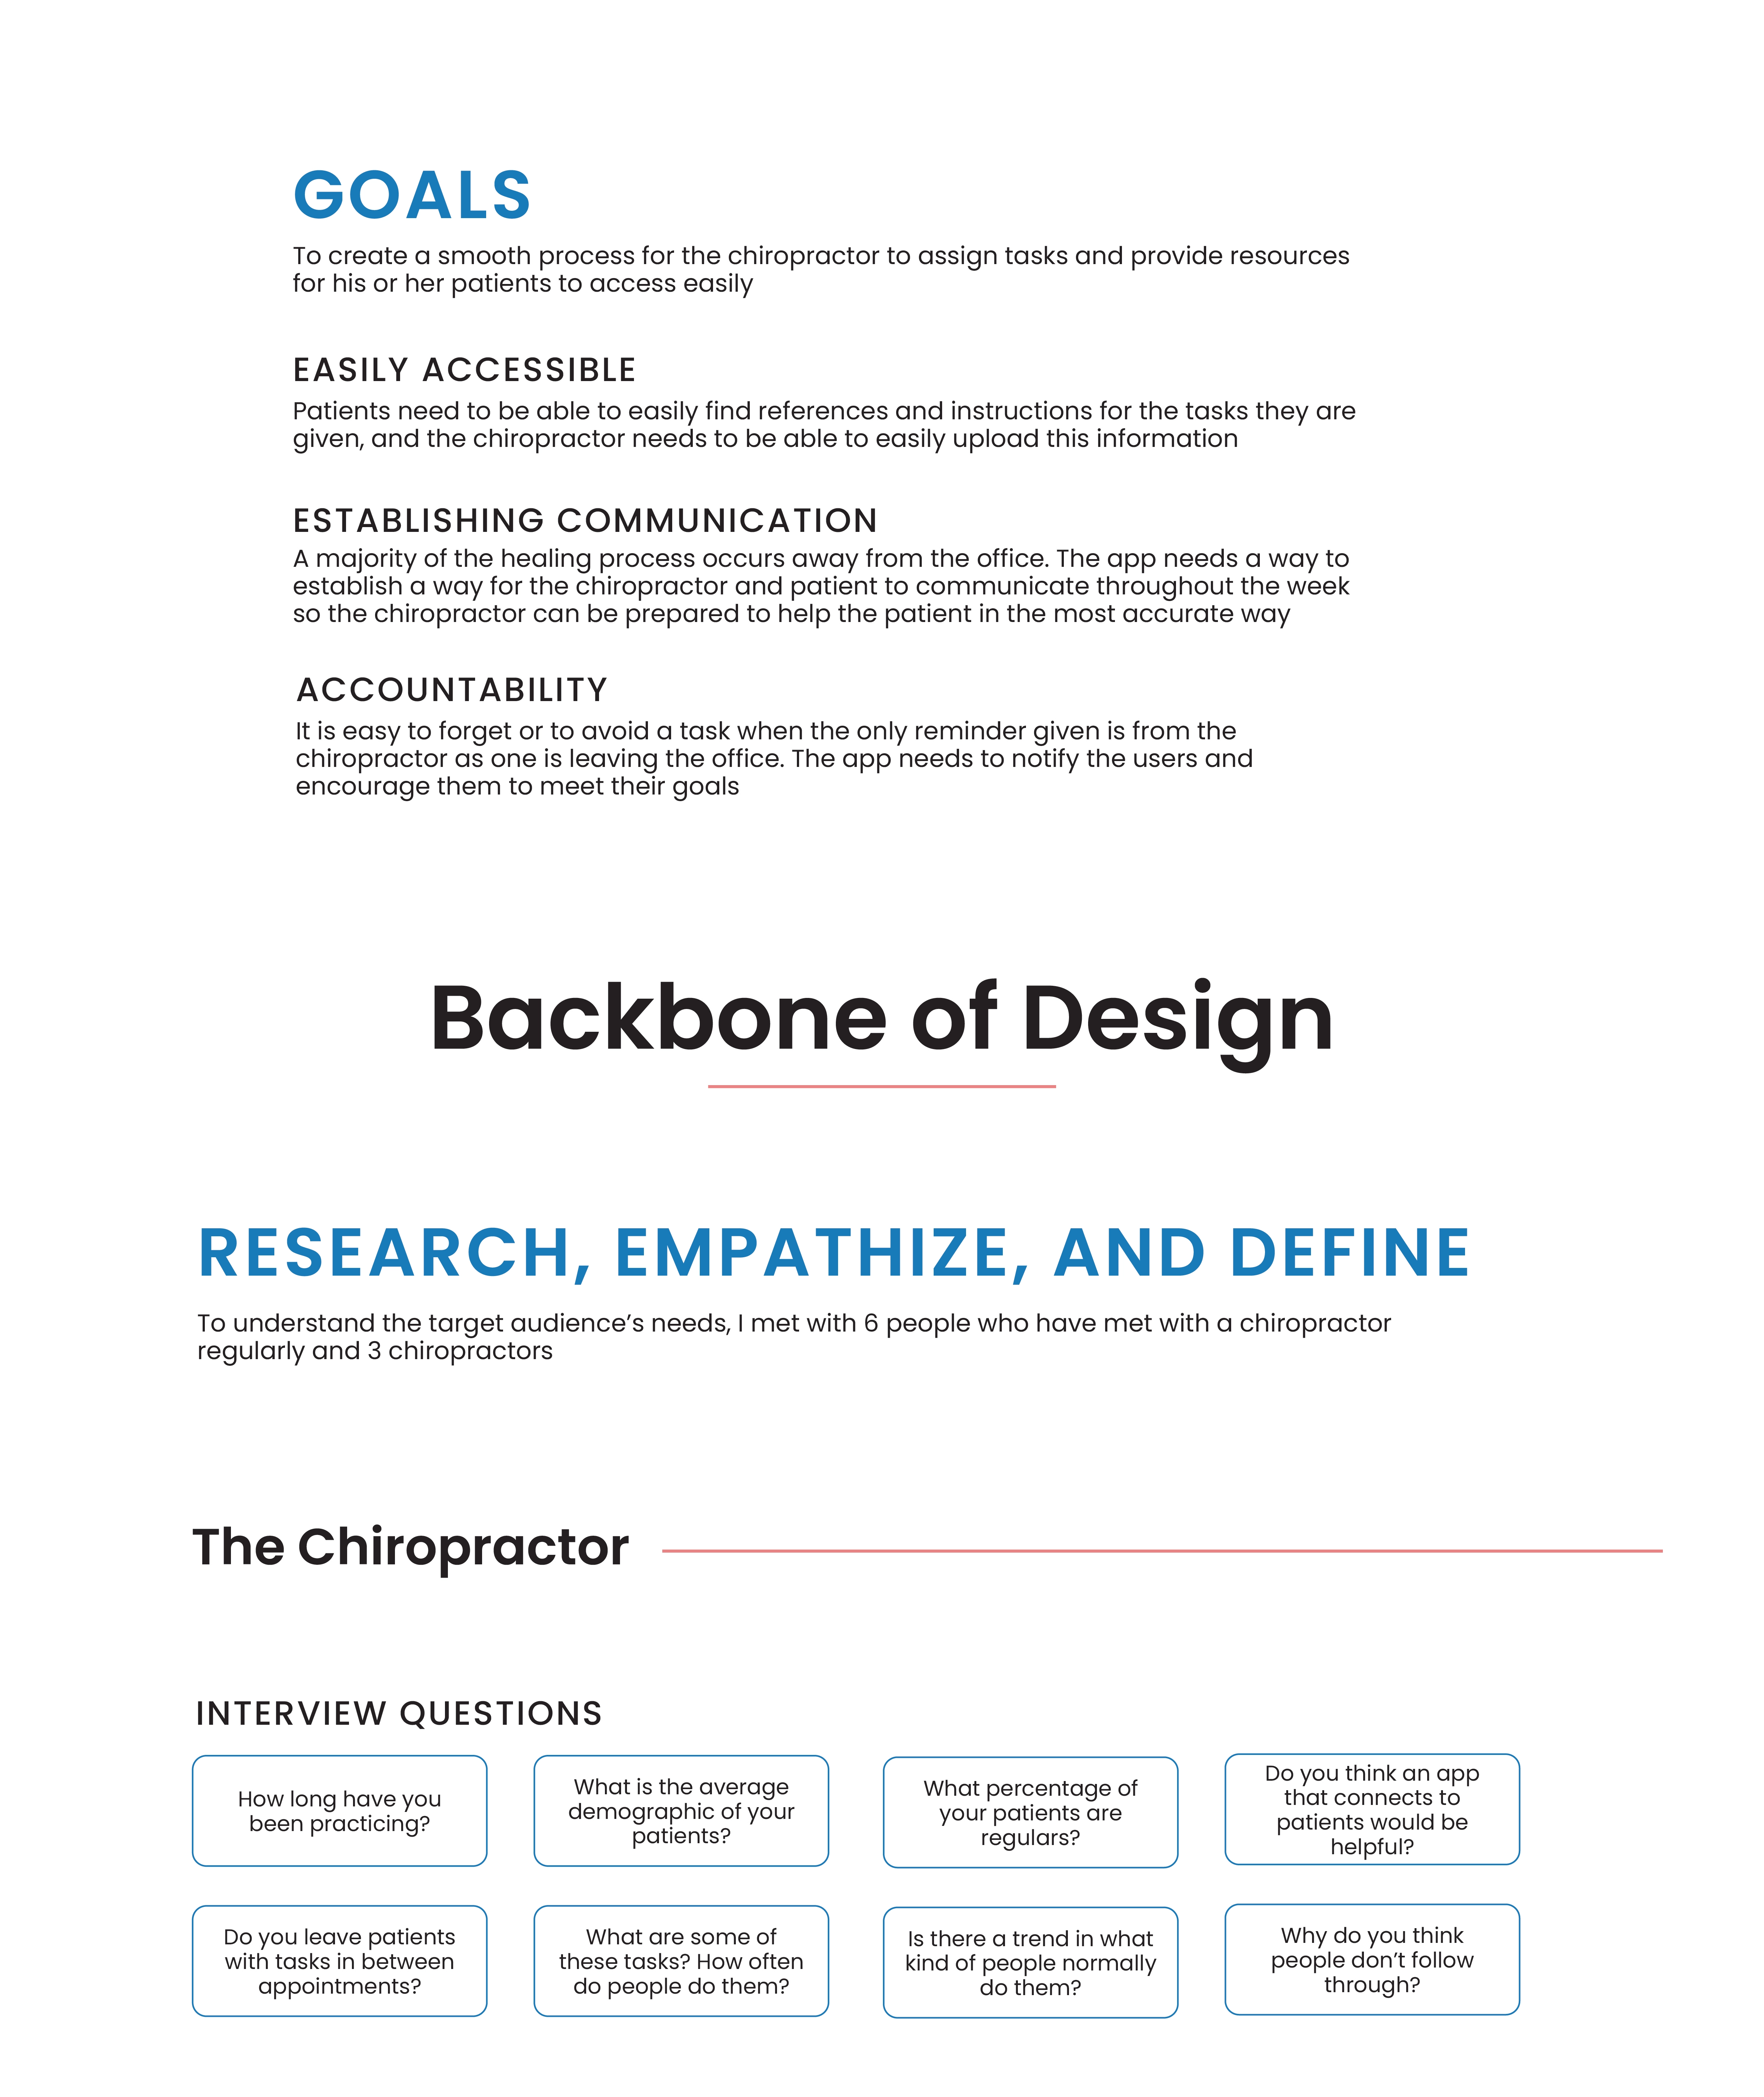 GOALS
To create a smooth process for the chiropractor to assign tasks and provide resources
for his or her patients to access easily
EASILY ACCESSIBLE
Patients need to be able to easily find references and instructions for the tasks they are
given, and the chiropractor needs to be able to easily upload this information
ESTABLISHING COMMUNICATION
A majority of the healing process occurs away from the office. The app needs a way to
establish a way for the chiropractor and patient to communicate throughout the week
so the chiropractor can be prepared to help the patient in the most accurate way
ACCOUNTABILITY
It is easy to forget or to avoid a task when the only reminder given is from the
chiropractor as one is leaving the office. The app needs to notify the users and
encourage them to meet their goals
Backbone of Design
RESEARCH, EMPATHIZE, AND DEFINE
To understand the target audience’s needs, I met with 6 people who have met with a chiropractor
regularly and 3 chiropractors
The Chiropractor
INTERVIEW QUESTIONS
How long have you
been practicing?
What is the average
demographic of your
patients?
What percentage of
your patients are
regulars?
Do you think an app
that connects to
patients would be
helpful?
Do you leave patients
with tasks in between
appointments?
What are some of
these tasks? How often
do people do them?
Is there a trend in what
kind of people normally
do them?
Why do you think
people don’t follow
through?